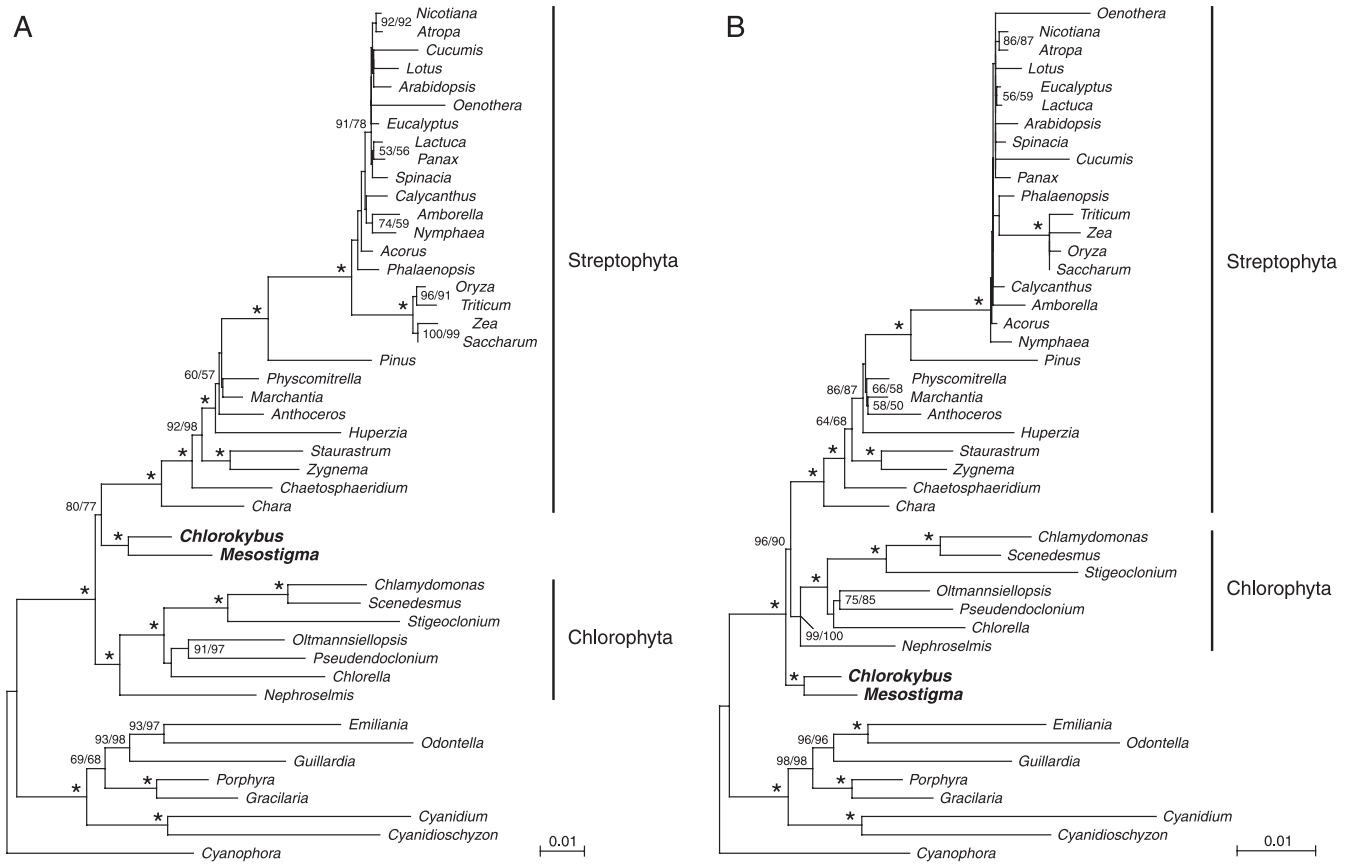 A
Nicotiana
92/92
Atropa
Cucumis
Lotus
Arabidopsis
Oenothera
91/78
Eucalyptus
Lactuca
53/56
Panax
Spinacia
Calycanthus
Amborella
74/59
Nymphaea
Acorus
Streptophyta
*
Phalaenopsis
Oryza
96/91
*
*
Triticum
Zea
100/99
Saccharum
Pinus
60/57
Physcomitrella
Marchantia
*
Anthoceros
92/98
Huperzia
*
*
Staurastrum
Zygnema
*
Chaetosphaeridium
80/77
Chara
*
Chlorokybus
Mesostigma
*
*
Chlamydomonas
*
Scenedesmus
*
Stigeoclonium
Chlorophyta
91/97
Oltmannsiellopsis
*
Pseudendoclonium
Chlorella
Nephroselmis
93/97
Emiliania
93/98
Odontella
69/68
Guillardia
*
*
Porphyra
Gracilaria
*
Cyanidium
Cyanidioschyzon
0.01
Cyanophora
B
Oenothera
Nicotiana
86/87
Atropa
Lotus
Eucalyptus
56/59
Lactuca
Arabidopsis
Spinacia
Cucumis
Panax
Phalaenopsis
*
Triticum
Zea
Oryza
Streptophyta
Saccharum
Calycanthus
*
Amborella
Acorus
*
Nymphaea
Pinus
86/87
Physcomitrella
66/58
Marchantia
58/50
Anthoceros
64/68
Huperzia
*
*
Staurastrum
Zygnema
*
Chaetosphaeridium
Chara
96/90
*
Chlamydomonas
*
Scenedesmus
*
Stigeoclonium
Chlorophyta
75/85
Oltmannsiellopsis
*
Pseudendoclonium
Chlorella
99/100
Nephroselmis
*
Chlorokybus
Mesostigma
*
Emiliania
96/96
Odontella
98/98
Guillardia
*
*
Porphyra
Gracilaria
*
Cyanidium
Cyanidioschyzon
0.01
Cyanophora